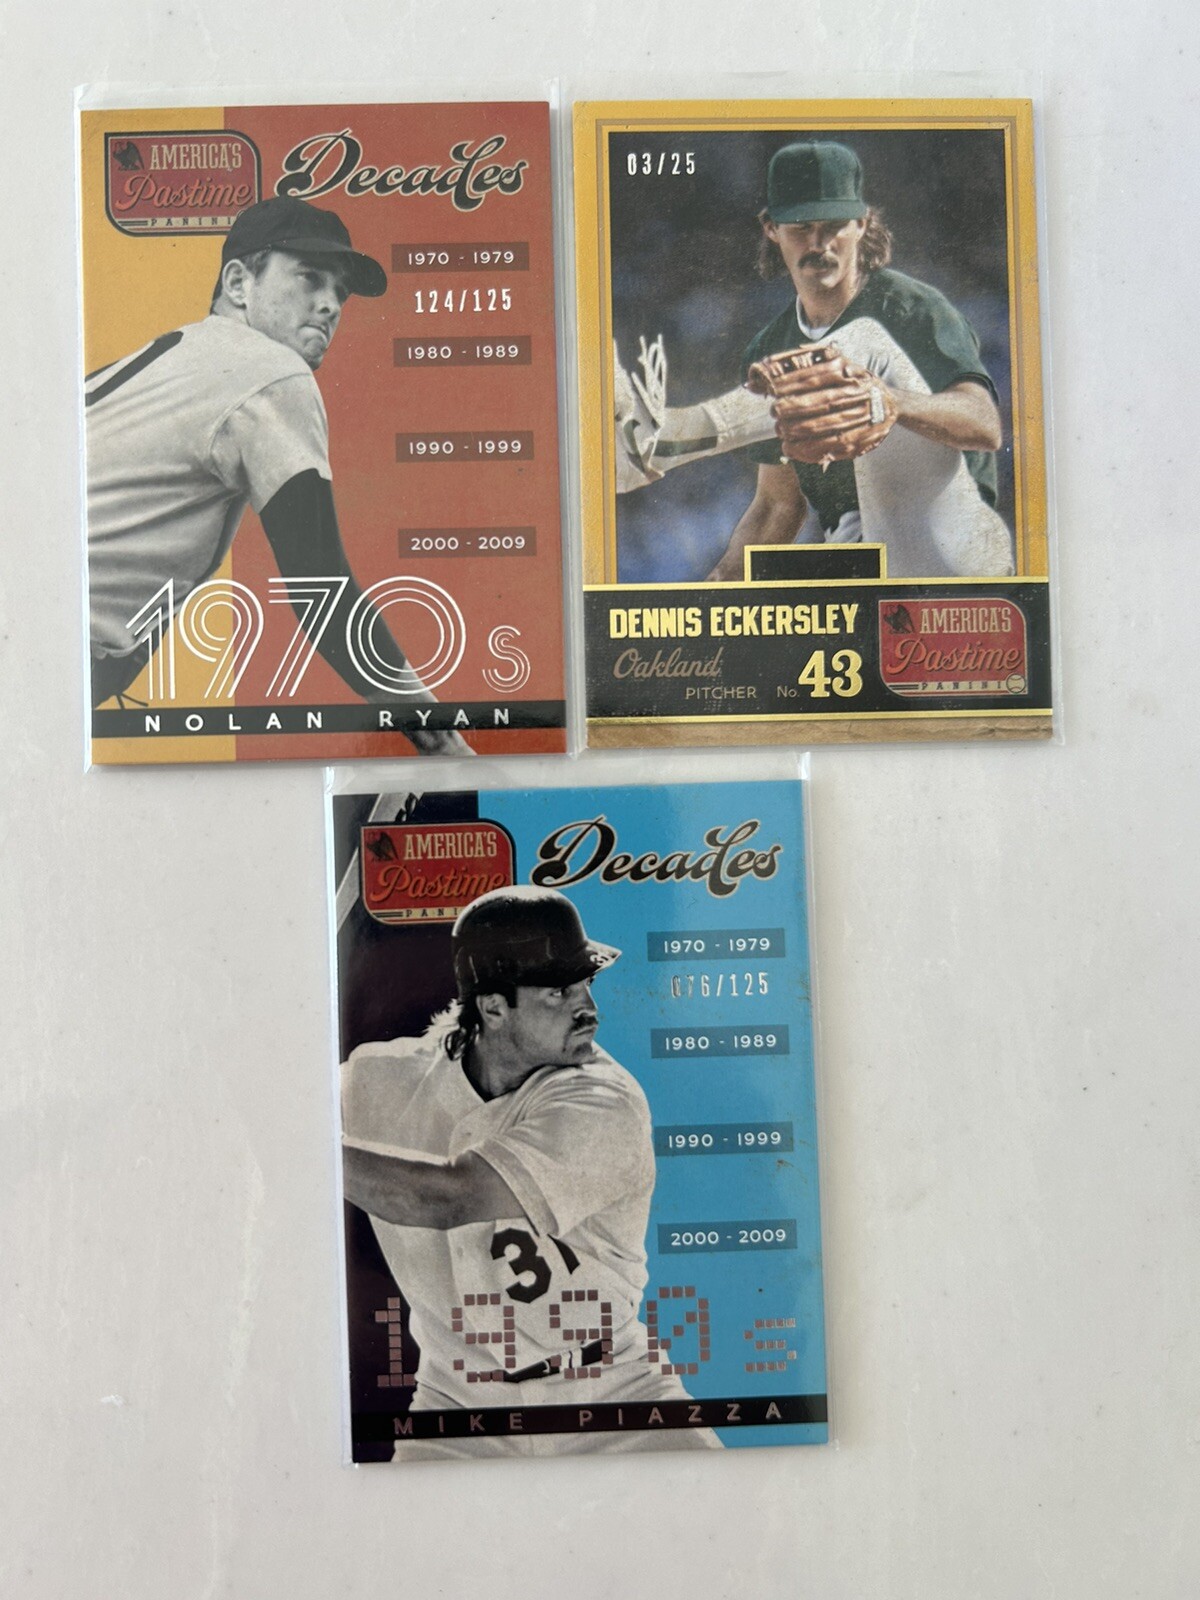 AMERICA'S
Pastime
PANINI
Decades
1970 - 1979
124/125
1980 - 1989
1990 - 1999
2000 - 2009
1970s
NOLAN RYAN
03/25
DENNIS ECKERSLEY
Oakland
PITCHER No. 43
AMERICA'S
Pastime
PANINI
AMERICA'S
Pastime
PANI
Decades
1970 - 1979
076/125
1980 - 1989
1990 - 1999
2000 - 2009
31
1990s
MIKE PIAZZA